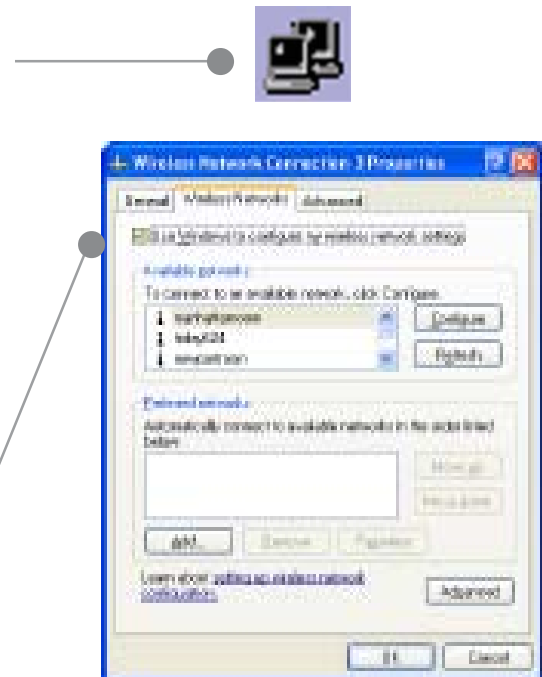 Wireless Network Connection 3 Properties
General Wireless Networks Advanced
Use Windows to configure my wireless network settings
Available networks
To connect to an available network, click Configure.
Configure
Refresh
Preferred networks
Automatically connect to available networks in the order listed
below:
Move up
Move down
Add... Remove Properties
Learn about setting up wireless network
configuration.
Advanced
OK Cancel